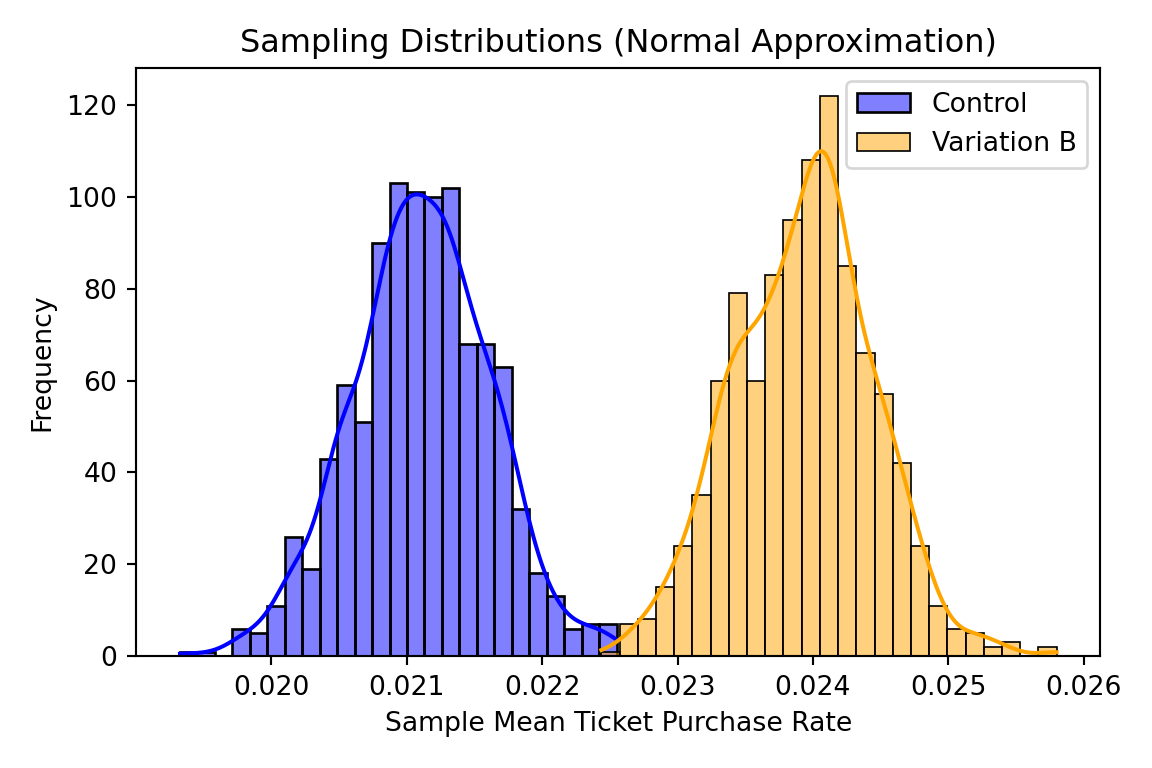 Sampling Distributions (Normal Approximation)
Control
Variation B
Frequency
120
100
80
60
40
20
0
0.020 0.021 0.022 0.023 0.024 0.025 0.026
Sample Mean Ticket Purchase Rate